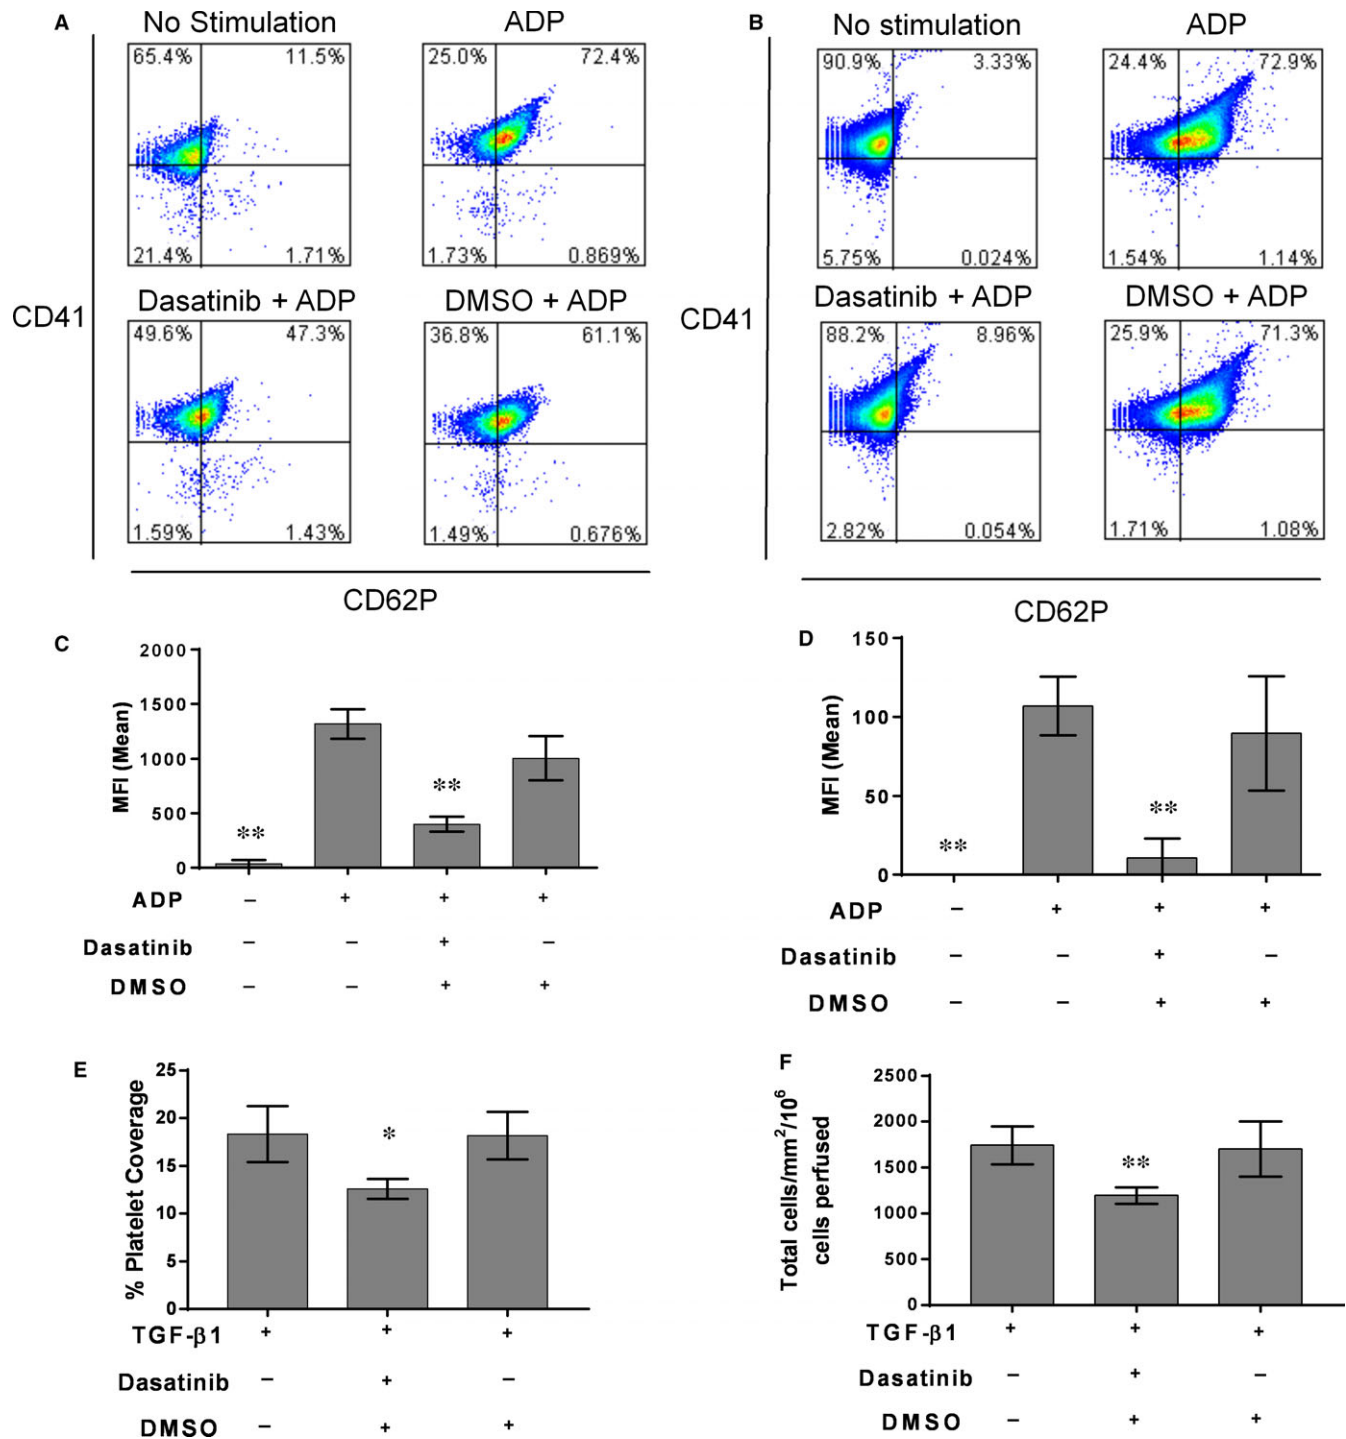 A
No Stimulation
ADP
65.4% 11.5%
21.4% 1.71%
25.0% 72.4%
1.73% 0.869%
Dasatinib + ADP
DMSO + ADP
49.6% 47.3%
1.59% 1.43%
36.8% 61.1%
1.49% 0.676%
CD41
CD62P
B
No stimulation
ADP
90.9% 3.33%
5.75% 0.024%
24.4% 72.9%
1.54% 1.14%
Dasatinib + ADP
DMSO + ADP
88.2% 8.96%
2.82% 0.054%
25.9% 71.3%
1.71% 1.08%
CD41
CD62P
C
MFI (Mean)
2000
1500
1000
500
0
**
**
ADP − + + +
Dasatinib − − + −
DMSO − − + +
D
MFI (Mean)
150
100
50
0
**
**
ADP − + + +
Dasatinib − − + −
DMSO − − + +
E
% Platelet Coverage
25
20
15
10
5
0
*
TGF-β1 + + +
Dasatinib − + −
DMSO − + +
F
Total cells/mm²/10⁶
cells perfused
2500
2000
1500
1000
500
0
**
TGF-β1 + + +
Dasatinib − + −
DMSO − + +